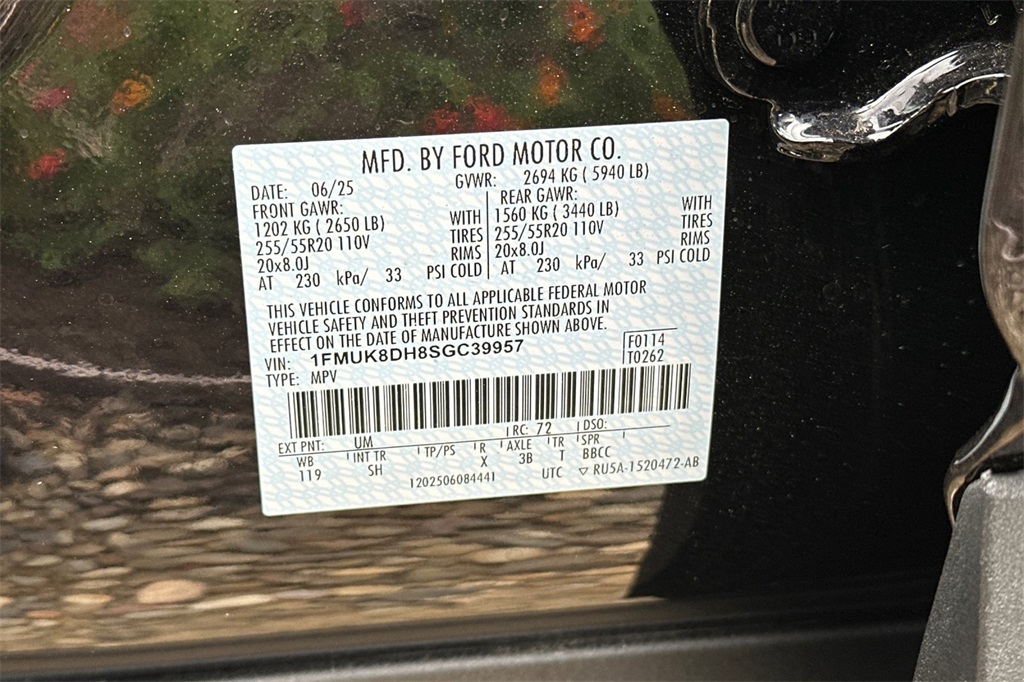 MFD. BY FORD MOTOR CO.
DATE: 06/25 GVWR: 2694 KG ( 5940 LB)
FRONT GAWR: REAR GAWR:
1202 KG ( 2650 LB) WITH 1560 KG ( 3440 LB) WITH
255/55R20 110V TIRES 255/55R20 110V TIRES
20x8.0J RIMS 20x8.0J RIMS
AT 230 kPa/ 33 PSI COLD AT 230 kPa/ 33 PSI COLD
THIS VEHICLE CONFORMS TO ALL APPLICABLE FEDERAL MOTOR
VEHICLE SAFETY AND THEFT PREVENTION STANDARDS IN
EFFECT ON THE DATE OF MANUFACTURE SHOWN ABOVE.
VIN: 1FMUK8DH8SGC39957 F0114
TYPE: MPV T0262
EXT PNT: UM RC: 72 DSO:
WB INT TR TP/PS R AXLE TR SPR
119 SH X 3B T BBCC
1202506084441 UTC ▽ RU5A-1520472-AB